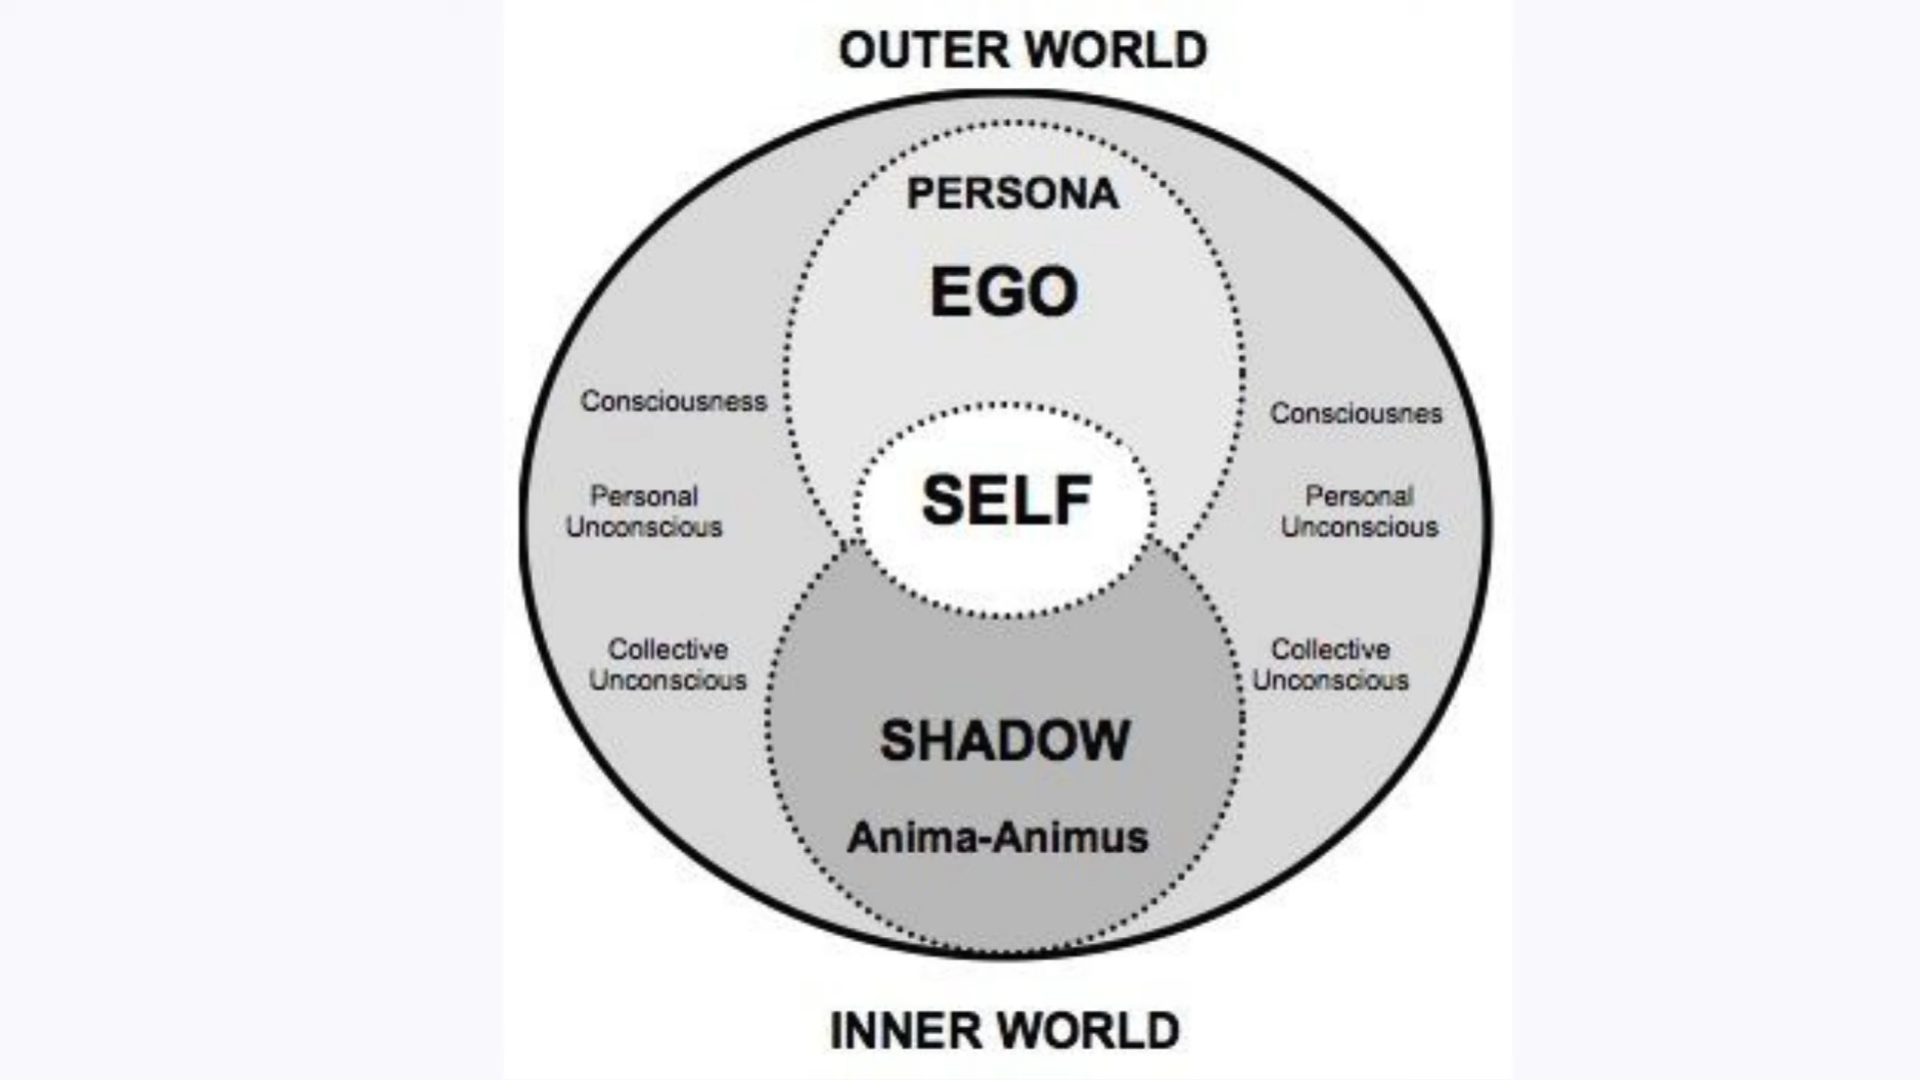 OUTER WORLD
PERSONA
EGO
Consciousness
Consciousnes
SELF
Personal
Unconscious
Personal
Unconscious
Collective
Unconscious
Collective
Unconscious
SHADOW
Anima-Animus
INNER WORLD